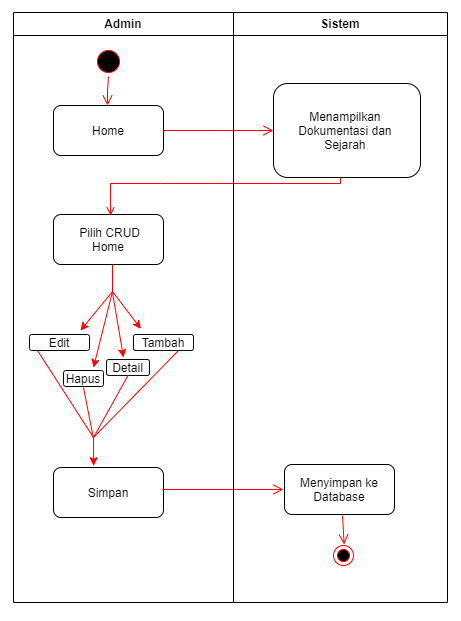 Admin
Sistem
Home
Menampilkan
Dokumentasi dan
Sejarah
Pilih CRUD
Home
Edit
Tambah
Hapus
Detail
Simpan
Menyimpan ke
Database